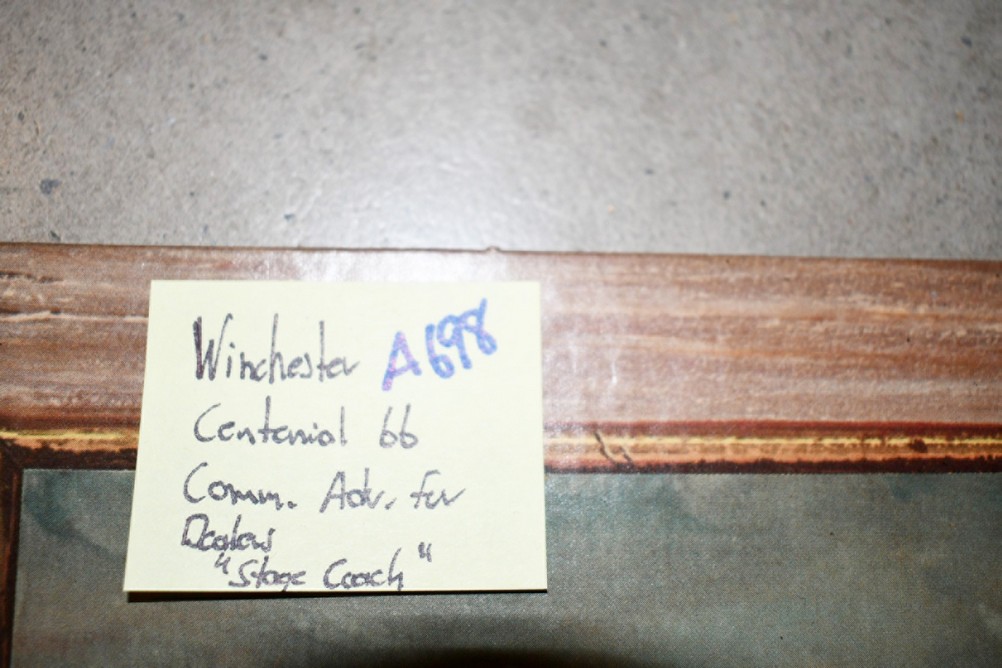 Winchester A698
Centenial 66
Comm. Adv. for
Dealers
"Stage Coach"